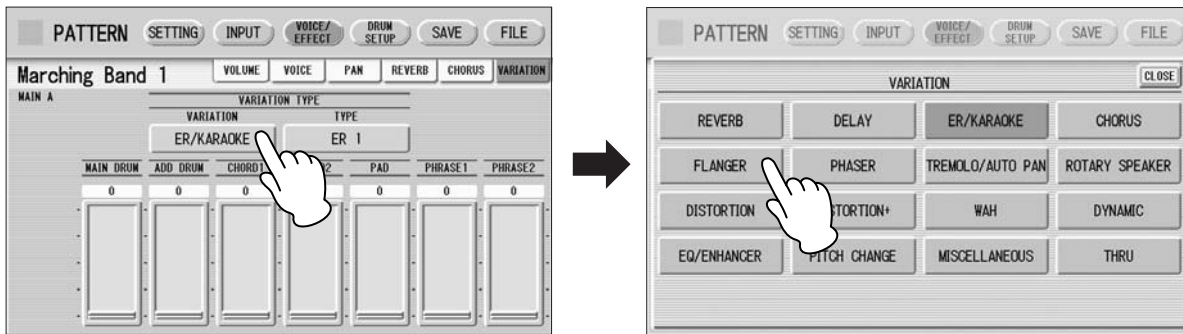 PATTERN SETTING INPUT VOICE/EFFECT DRUM SETUP SAVE FILE
Marching Band 1 VOLUME VOICE PAN REVERB CHORUS VARIATION
MAIN A VARIATION TYPE
VARIATION TYPE
ER/KARAOKE ER 1
MAIN DRUM ADD DRUM CHORD1 PAD PHRASE1 PHRASE2
0 0 0 0 0 0
PATTERN SETTING INPUT VOICE/EFFECT DRUM SETUP SAVE FILE
VARIATION CLOSE
REVERB DELAY ER/KARAOKE CHORUS
FLANGER PHASER TREMOLO/AUTO PAN ROTARY SPEAKER
DISTORTION WAH DYNAMIC
EQ/ENHANCER PITCH CHANGE MISCELLANEOUS THRU